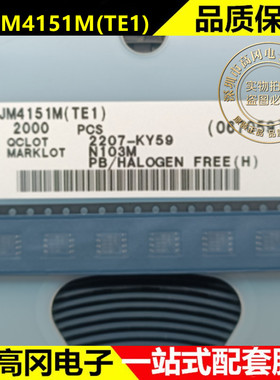 JM4151M(TE1)
品质保证
JM4151M(TE1)
2000 PCS
QCLOT 2207-KY59
MARKLOT N103M
PB/HALOGEN FREE(H)
高冈电子
一站式配套服